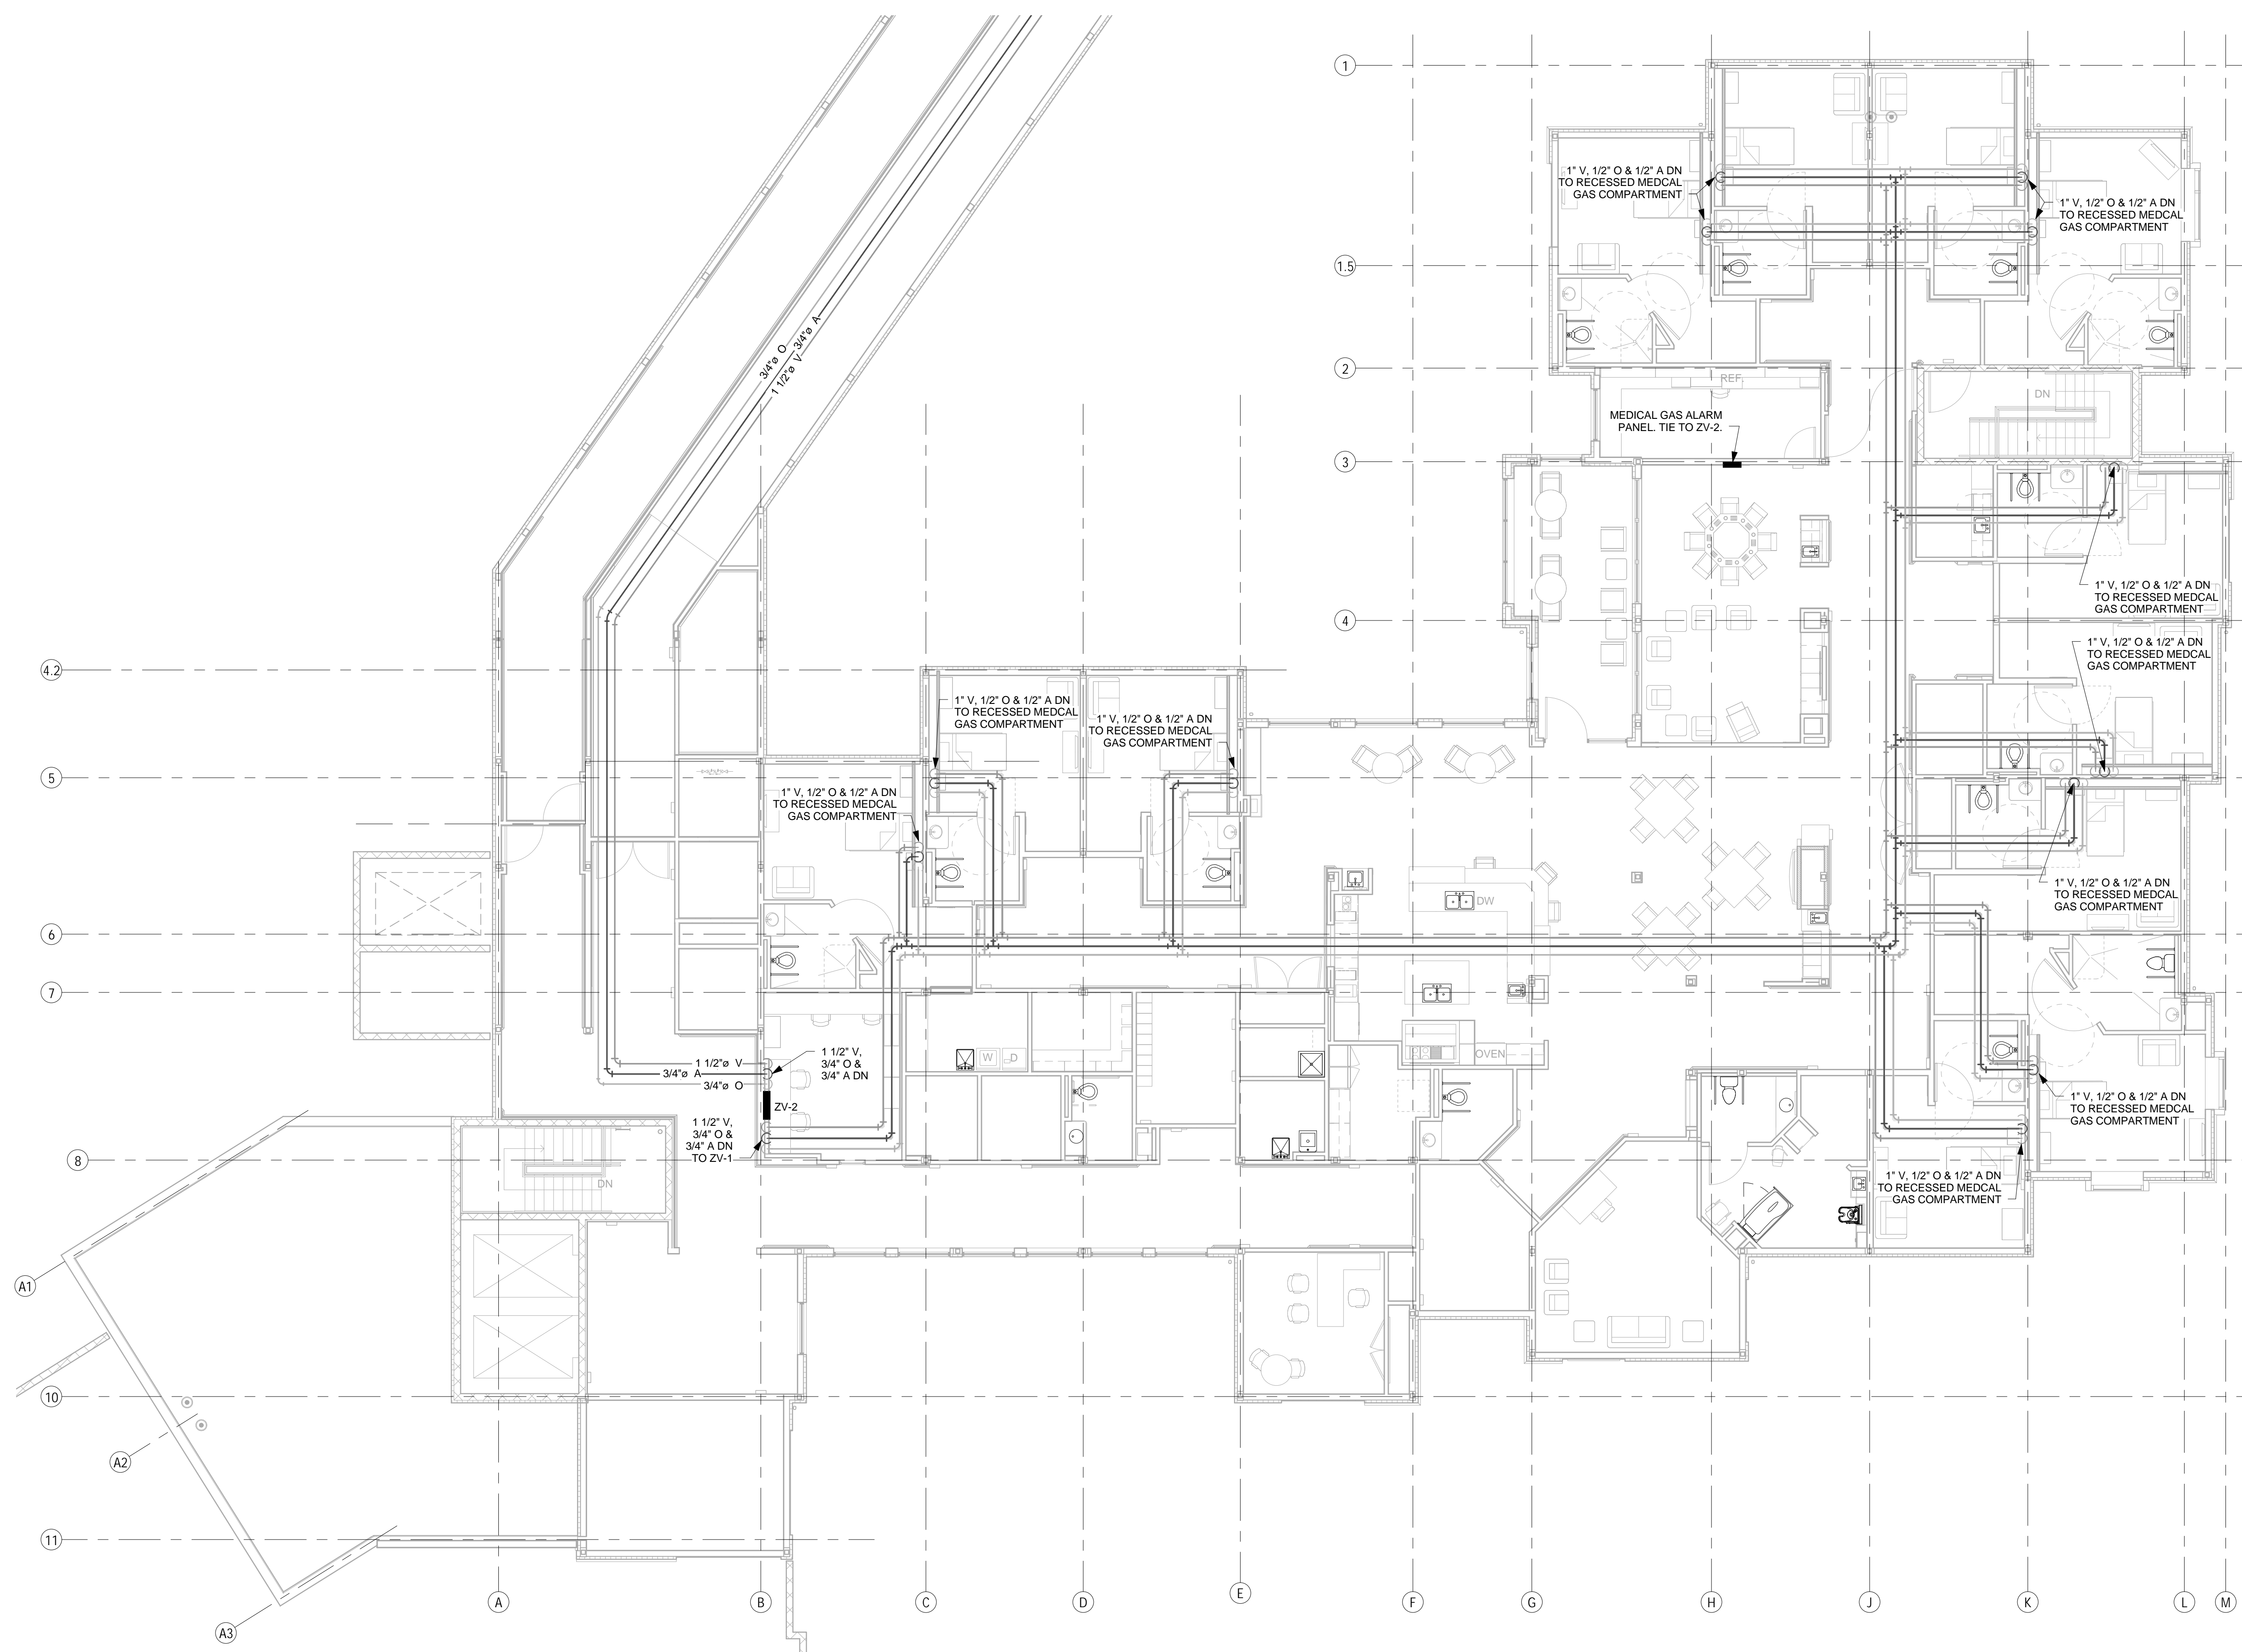 1
1" V, 1/2" O & 1/2" A DN
TO RECESSED MEDCAL
GAS COMPARTMENT
1" V, 1/2" O & 1/2" A DN
TO RECESSED MEDCAL
GAS COMPARTMENT
1.5
3/4"ø O
1 1/2"ø V
3/4"ø A
2
REF.
DN
MEDICAL GAS ALARM
PANEL. TIE TO ZV-2.
3
1" V, 1/2" O & 1/2" A DN
TO RECESSED MEDCAL
GAS COMPARTMENT
4
1" V, 1/2" O & 1/2" A DN
TO RECESSED MEDCAL
GAS COMPARTMENT
4.2
1" V, 1/2" O & 1/2" A DN
TO RECESSED MEDCAL
GAS COMPARTMENT
1" V, 1/2" O & 1/2" A DN
TO RECESSED MEDCAL
GAS COMPARTMENT
5
1" V, 1/2" O & 1/2" A DN
TO RECESSED MEDCAL
GAS COMPARTMENT
1" V, 1/2" O & 1/2" A DN
TO RECESSED MEDCAL
GAS COMPARTMENT
DW
6
7
1 1/2"ø V
3/4"ø A
3/4"ø O
1 1/2" V,
3/4" O &
3/4" A DN
W
D
OVEN
ZV-2
1 1/2" V,
3/4" O &
3/4" A DN
TO ZV-1
1" V, 1/2" O & 1/2" A DN
TO RECESSED MEDCAL
GAS COMPARTMENT
8
DN
1" V, 1/2" O & 1/2" A DN
TO RECESSED MEDCAL
GAS COMPARTMENT
A1
10
A2
11
A3
A
B
C
D
E
F
G
H
J
K
L
M